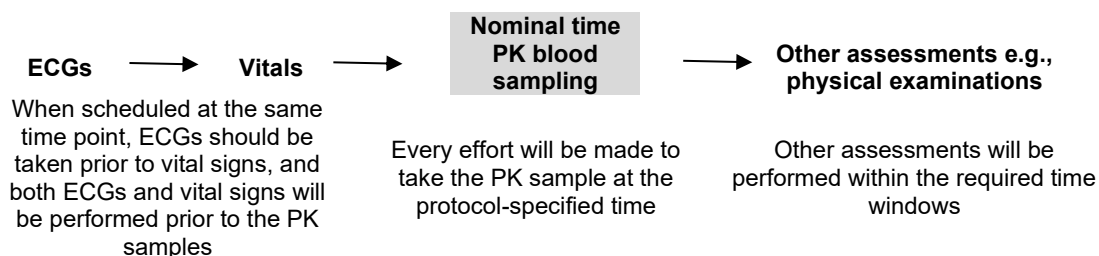 ECGs
Vitals
Nominal time
PK blood
sampling
Other assessments e.g.,
physical examinations
When scheduled at the same
time point, ECGs should be
taken prior to vital signs, and
both ECGs and vital signs will
be performed prior to the PK
samples
Every effort will be made to
take the PK sample at the
protocol-specified time
Other assessments will be
performed within the required time
windows